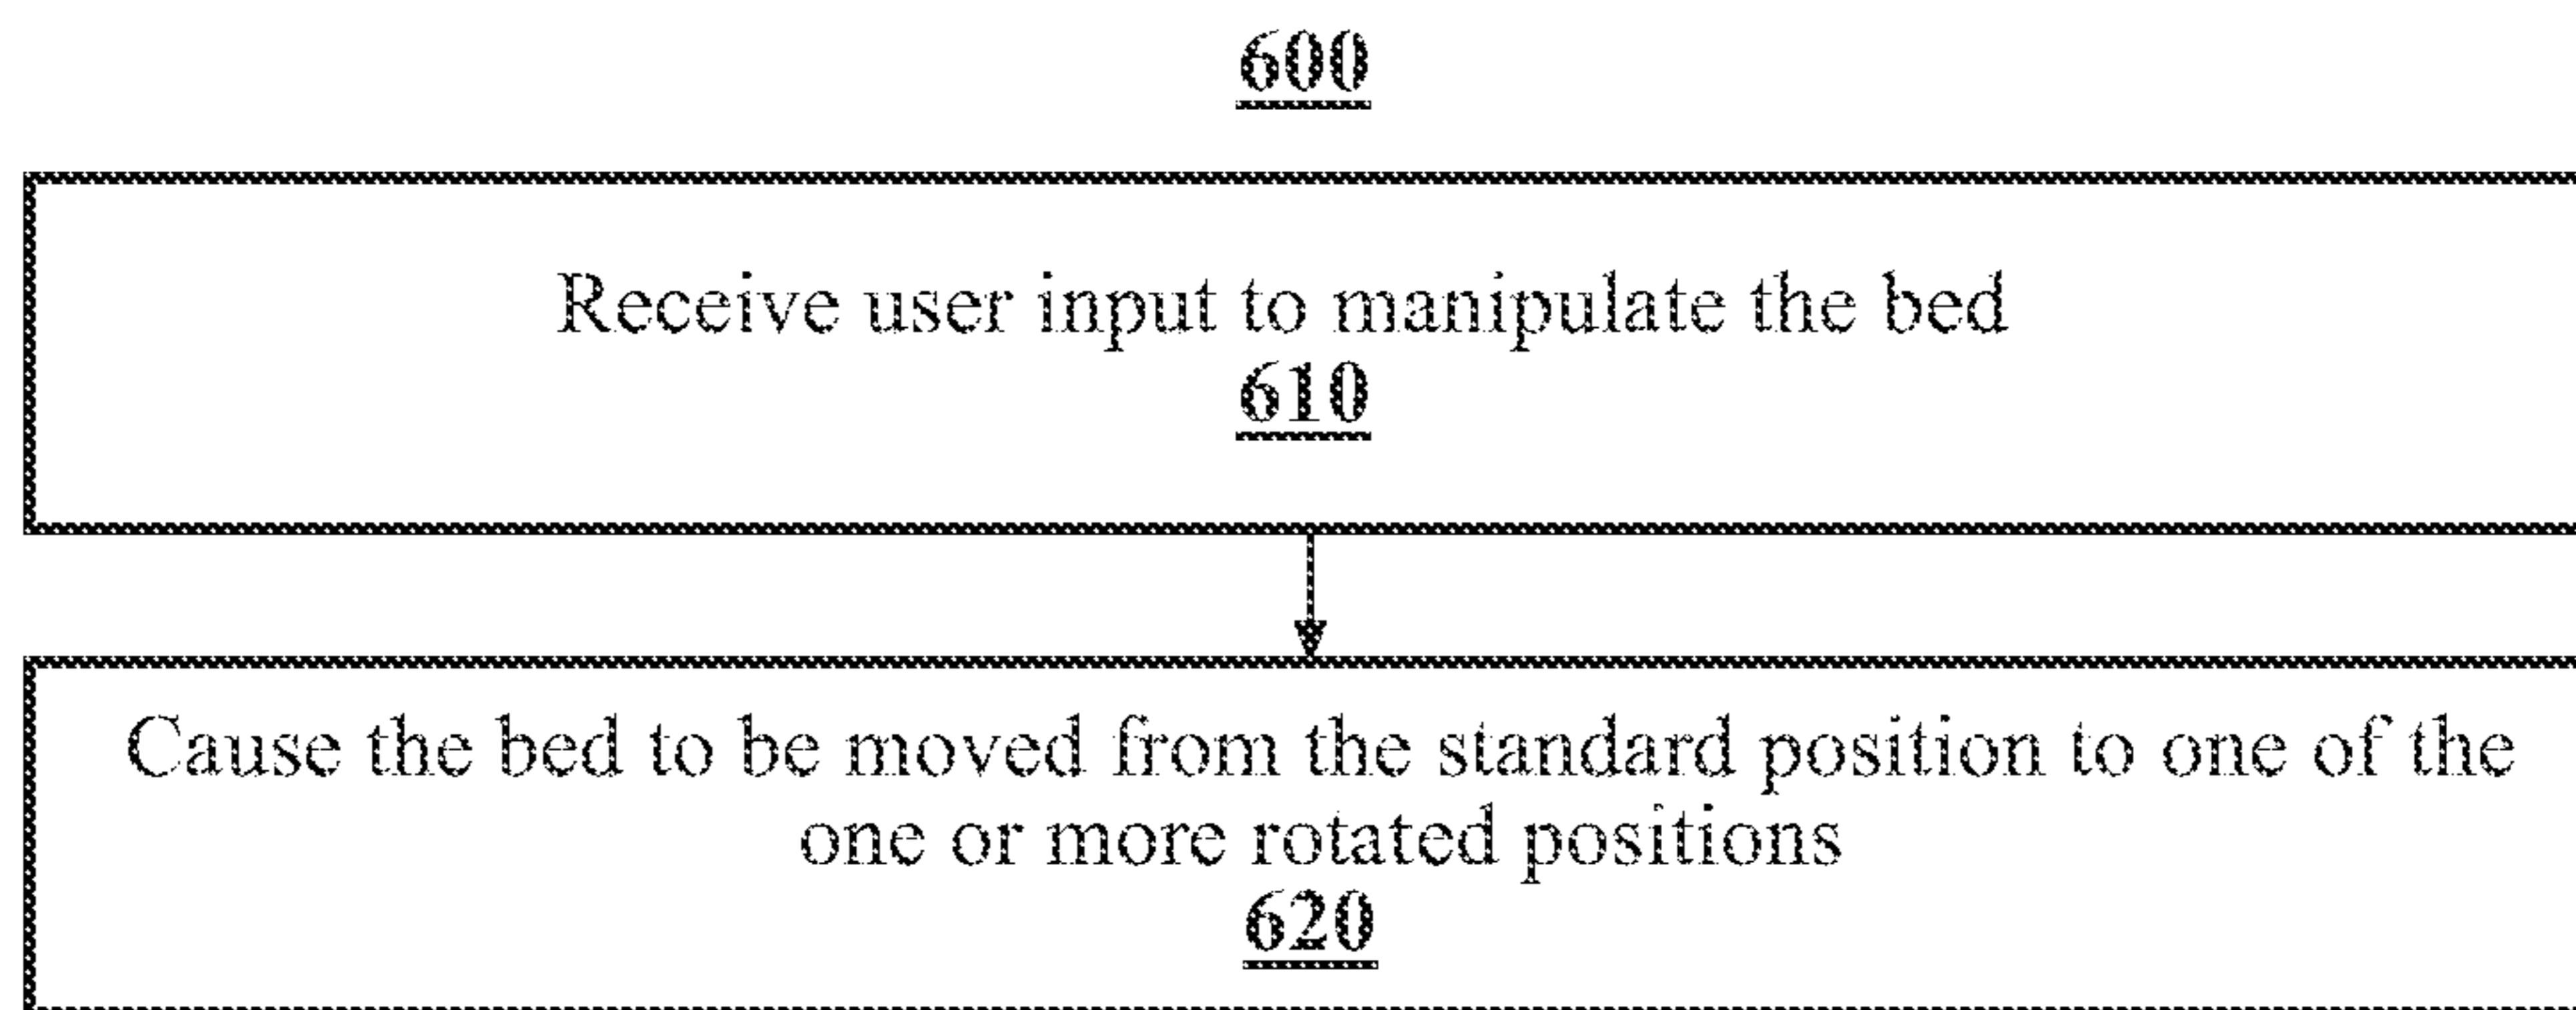 600
Receive user input to manipulate the bed
610
Cause the bed to be moved from the standard position to one of the
one or more rotated positions
620